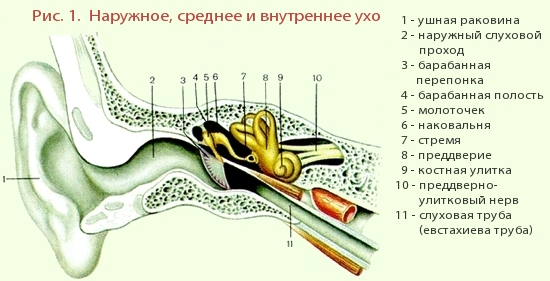 Рис. 1. Наружное, среднее и внутреннее ухо
1 - ушная раковина
2 - наружный слуховой
проход
3 - барабанная
перепонка
4 - барабанная полость
5 - молоточек
6 - наковальня
7 - стремя
8 - преддверие
9 - костная улитка
10 - преддверно-
улитковый нерв
11 - слуховая труба
(евстахиева труба)
2 3 4 5 6 7 8 9 10
1
11